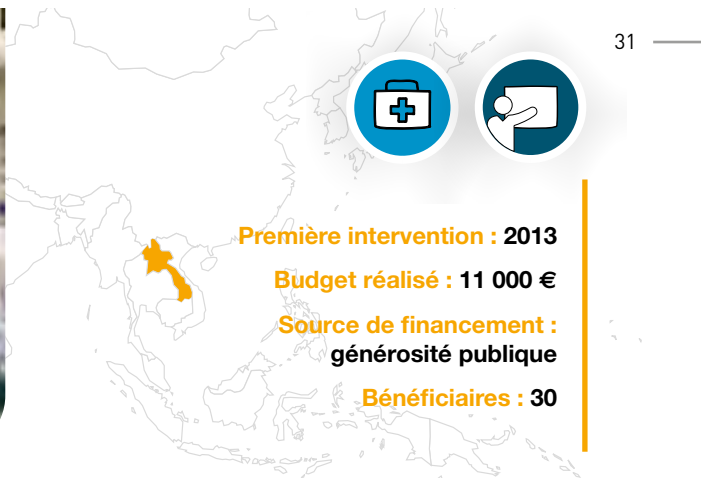 31
Première intervention : 2013
Budget réalisé : 11 000 €
Source de financement :
générosité publique
Bénéficiaires : 30